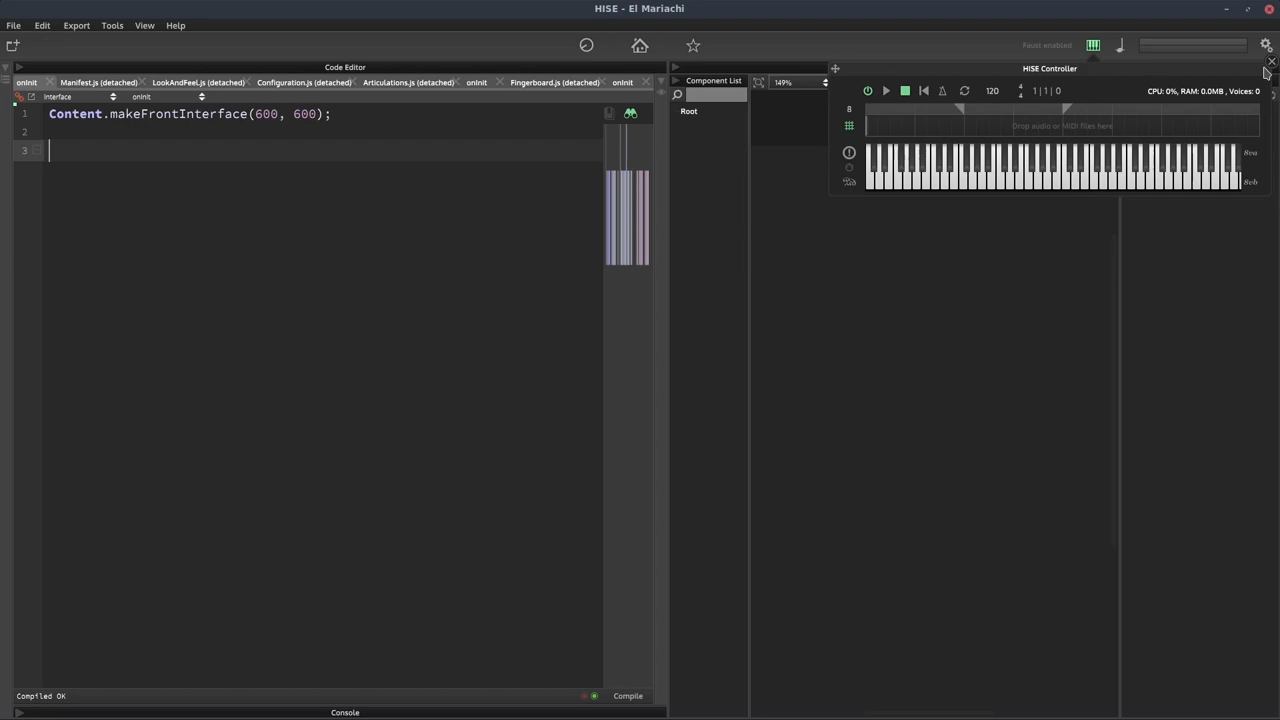 HISE - El Mariachi
File Edit Export Tools View Help
Faust enabled
Code Editor
onInit Manifest.js (detached) LookAndFeel.js (detached) Configuration.js (detached) Articulations.js (detached) onInit Fingerboard.js (detached) onInit
Interface onInit
1 Content.makeFrontInterface(600, 600);
2
3
Compiled OK
Compile
Console
Component List
Root
149%
HISE Controller
120
4
4
1 | 1 | 0
CPU: 0%, RAM: 0.0MB , Voices: 0
8
Drop audio or MIDI files here
8va
8vb